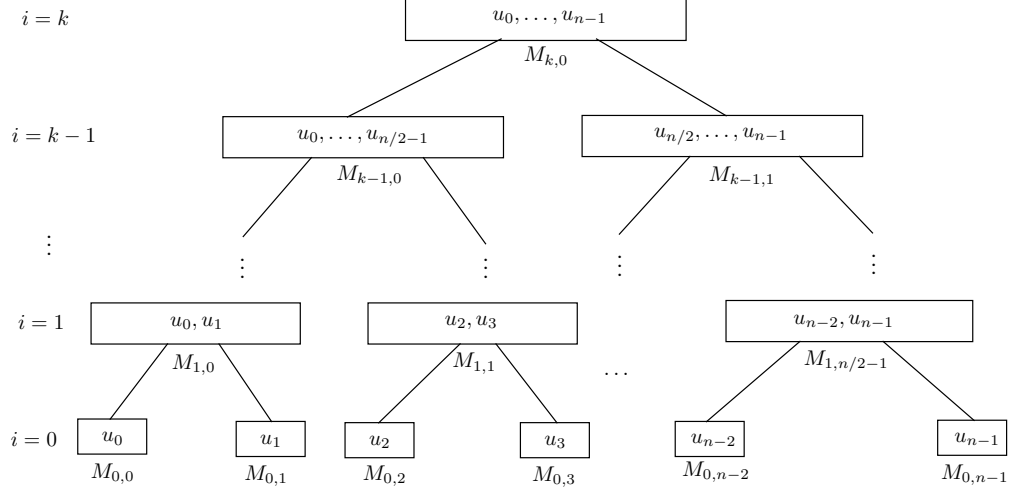 i = k
u_0, . . . , u_{n−1}
M_{k,0}
i = k − 1
u_0, . . . , u_{n/2−1}
u_{n/2}, . . . , u_{n−1}
M_{k−1,0}
M_{k−1,1}
⋮
⋮ ⋮ ⋮ ⋮
i = 1
u_0, u_1
u_2, u_3
u_{n−2}, u_{n−1}
M_{1,0}
M_{1,1}
. . .
M_{1,n/2−1}
i = 0
u_0
u_1
u_2
u_3
u_{n−2}
u_{n−1}
M_{0,0}
M_{0,1}
M_{0,2}
M_{0,3}
M_{0,n−2}
M_{0,n−1}